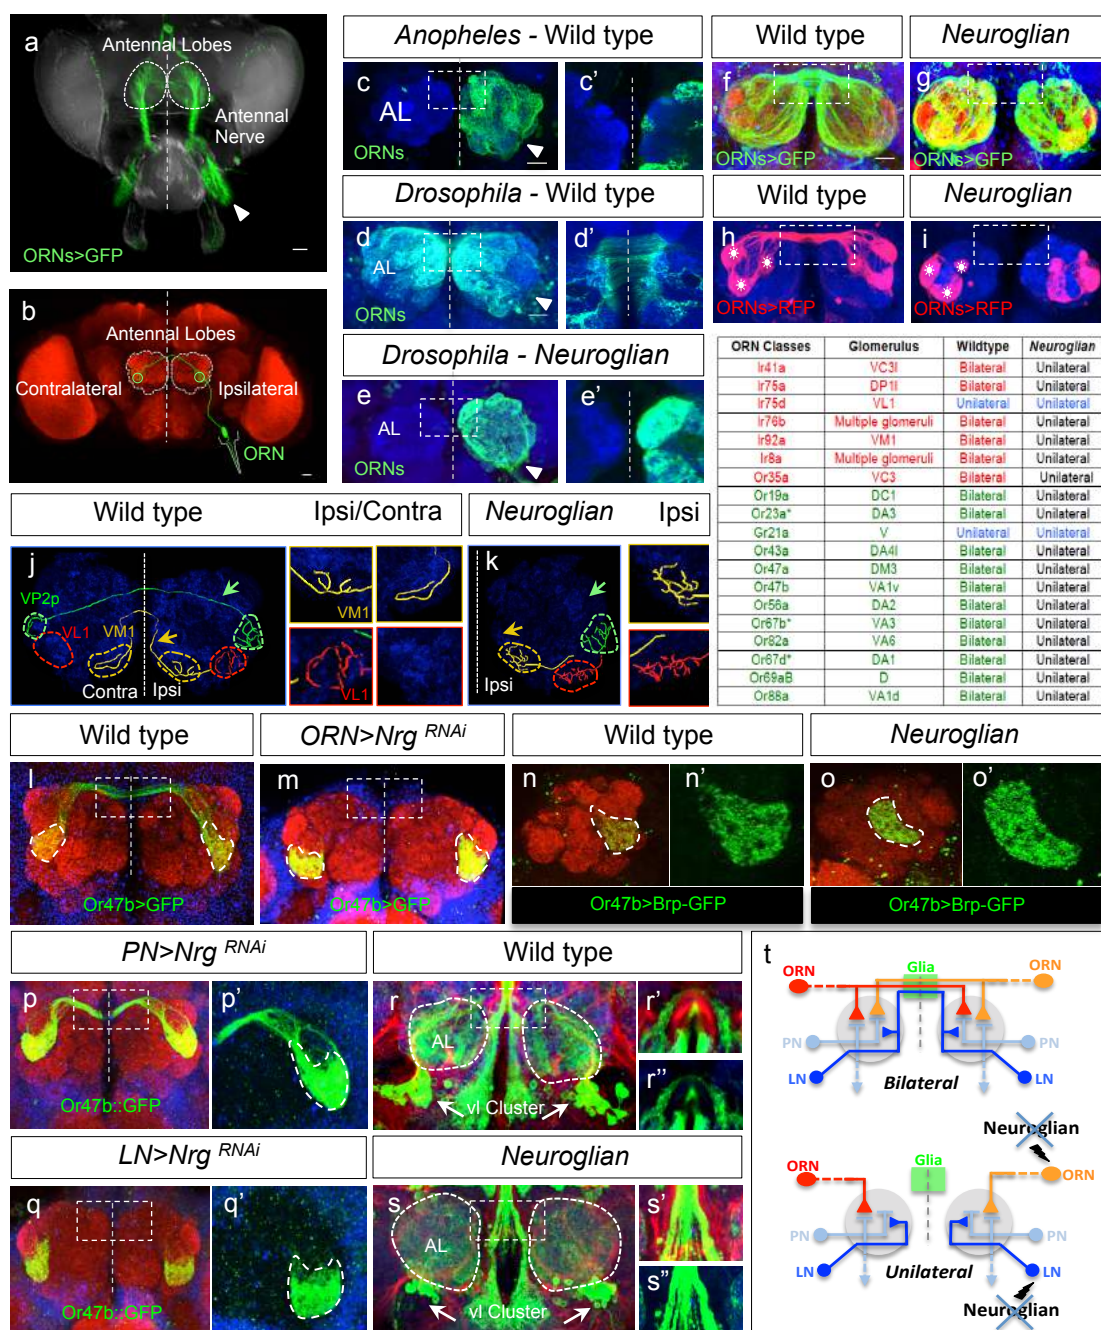 a
Antennal Lobes
Antennal
Nerve
ORNs>GFP
b
Antennal Lobes
Contralateral
Ipsilateral
ORN
Anopheles - Wild type
c
AL
ORNs
c'
Drosophila - Wild type
d
AL
ORNs
d'
Drosophila - Neuroglian
e
AL
ORNs
e'
Wild type
Neuroglian
f
ORNs>GFP
g
ORNs>GFP
Wild type
Neuroglian
h
ORNs>RFP
i
ORNs>RFP
ORN Classes Glomerulus Wildtype Neuroglian
Ir41a VC3l Bilateral Unilateral
Ir75a DP1l Bilateral Unilateral
Ir75d VL1 Unilateral Unilateral
Ir76b Multiple glomeruli Bilateral Unilateral
Ir92a VM1 Bilateral Unilateral
Ir8a Multiple glomeruli Bilateral Unilateral
Or35a VC3 Bilateral Unilateral
Or19a DC1 Bilateral Unilateral
Or23a* DA3 Bilateral Unilateral
Gr21a V Unilateral Unilateral
Or43a DA4l Bilateral Unilateral
Or47a DM3 Bilateral Unilateral
Or47b VA1v Bilateral Unilateral
Or56a DA2 Bilateral Unilateral
Or67b* VA3 Bilateral Unilateral
Or82a VA6 Bilateral Unilateral
Or67d* DA1 Bilateral Unilateral
Or69aB D Bilateral Unilateral
Or88a VA1d Bilateral Unilateral
Wild type
Ipsi/Contra
Neuroglian
Ipsi
j
VP2p
VL1
VM1
Contra
Ipsi
VM1
VL1
k
Ipsi
Wild type
ORN>Nrg RNAi
Wild type
Neuroglian
l
Or47b>GFP
m
Or47b>GFP
n
n'
Or47b>Brp-GFP
o
o'
Or47b>Brp-GFP
PN>Nrg RNAi
Wild type
p
Or47b::GFP
p'
r
AL
vl Cluster
r'
r''
LN>Nrg RNAi
Neuroglian
q
Or47b::GFP
q'
s
AL
vl Cluster
s'
s"
t
Glia
ORN
ORN
PN
PN
LN
LN
Bilateral
Neuroglian
Glia
ORN
ORN
PN
PN
LN
LN
Unilateral
Neuroglian